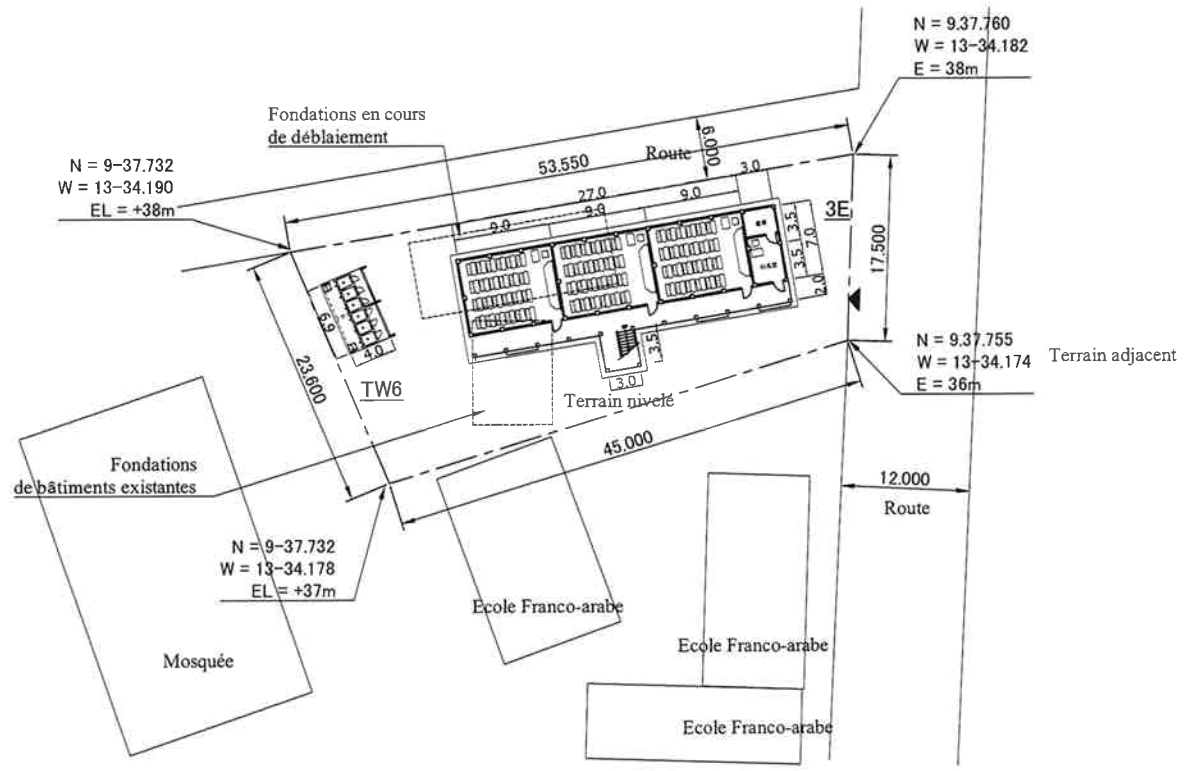 N = 9.37.760
W = 13-34.182
E = 38m
Fondations en cours
de déblaiement
N = 9-37.732
W = 13-34.190
EL = +38m
53.550
Route
6.000
3.0
27.0
9.0
9.0
9.0
3E
3.5
3.5
7.0
2.0
17.500
6.9
4.0
23.600
TW6
3.5
3.0
Terrain nivelé
N = 9.37.755
W = 13-34.174
E = 36m
Terrain adjacent
45.000
Fondations
de bâtiments existantes
12.000
Route
N = 9-37.732
W = 13-34.178
EL = +37m
Ecole Franco-arabe
Ecole Franco-arabe
Mosquée
Ecole Franco-arabe